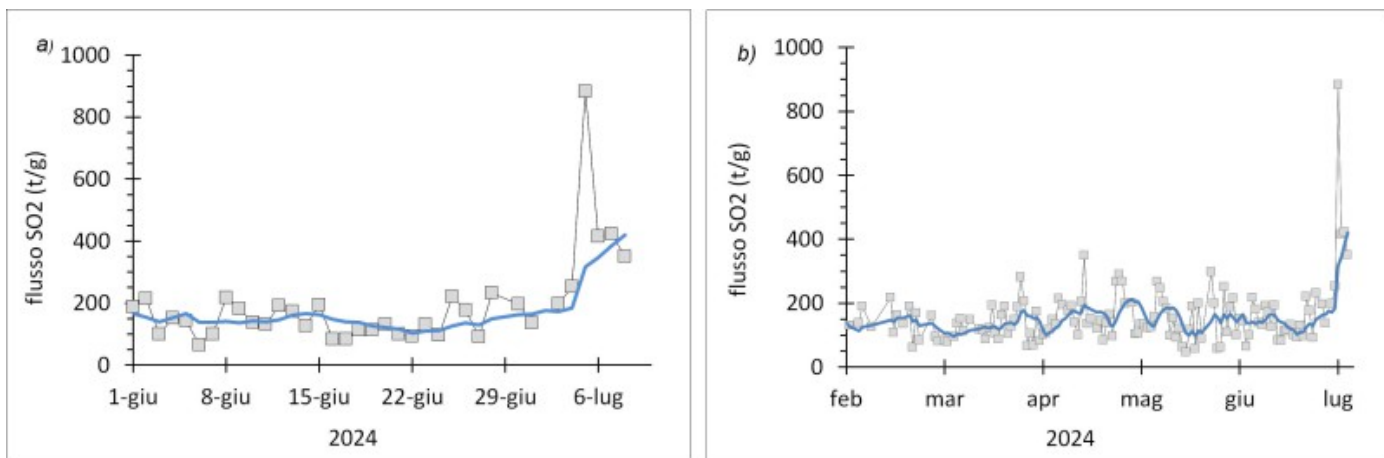 a)
1000
800
600
400
200
0
flusso SO2 (t/g)
1-giu 8-giu 15-giu 22-giu 29-giu 6-lug
2024
b)
1000
800
600
400
200
0
flusso SO2 (t/g)
feb mar apr mag giu lug
2024